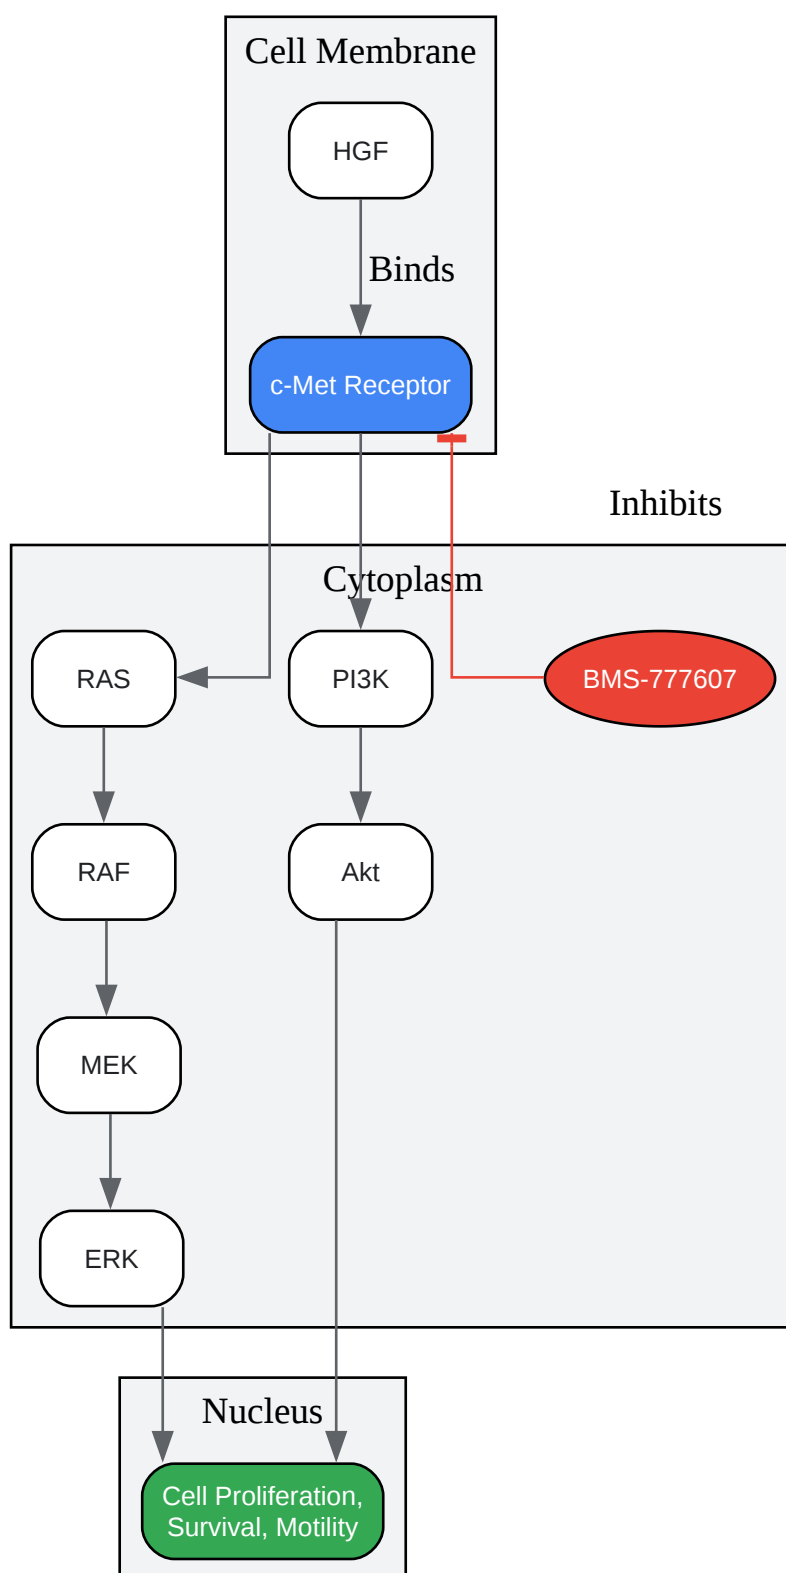 Cell Membrane
HGF
Binds
c-Met Receptor
Inhibits
Cytoplasm
RAS
PI3K
BMS-777607
RAF
Akt
MEK
ERK
Nucleus
Cell Proliferation,
Survival, Motility